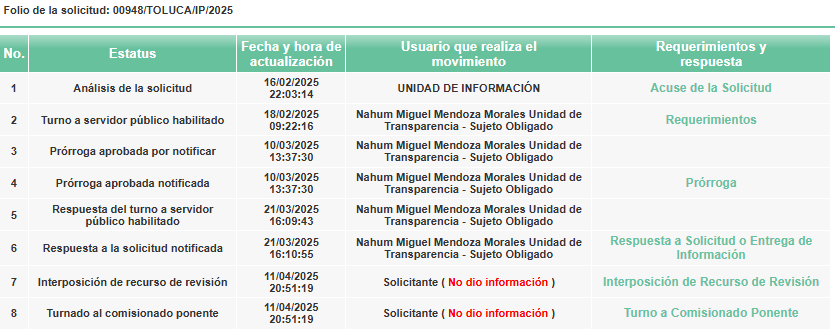 Folio de la solicitud: 00948/TOLUCA/IP/2025
No. Estatus Fecha y hora de actualización Usuario que realiza el movimiento Requerimientos y respuesta
1 Análisis de la solicitud 16/02/2025 22:03:14 UNIDAD DE INFORMACIÓN Acuse de la Solicitud
2 Turno a servidor público habilitado 18/02/2025 09:22:16 Nahum Miguel Mendoza Morales Unidad de Transparencia - Sujeto Obligado Requerimientos
3 Prórroga aprobada por notificar 10/03/2025 13:37:30 Nahum Miguel Mendoza Morales Unidad de Transparencia - Sujeto Obligado
4 Prórroga aprobada notificada 10/03/2025 13:37:30 Nahum Miguel Mendoza Morales Unidad de Transparencia - Sujeto Obligado Prórroga
5 Respuesta del turno a servidor público habilitado 21/03/2025 16:09:43 Nahum Miguel Mendoza Morales Unidad de Transparencia - Sujeto Obligado
6 Respuesta a la solicitud notificada 21/03/2025 16:10:55 Nahum Miguel Mendoza Morales Unidad de Transparencia - Sujeto Obligado Respuesta a Solicitud o Entrega de Información
7 Interposición de recurso de revisión 11/04/2025 20:51:19 Solicitante ( No dio información ) Interposición de Recurso de Revisión
8 Turnado al comisionado ponente 11/04/2025 20:51:19 Solicitante ( No dio información ) Turno a Comisionado Ponente